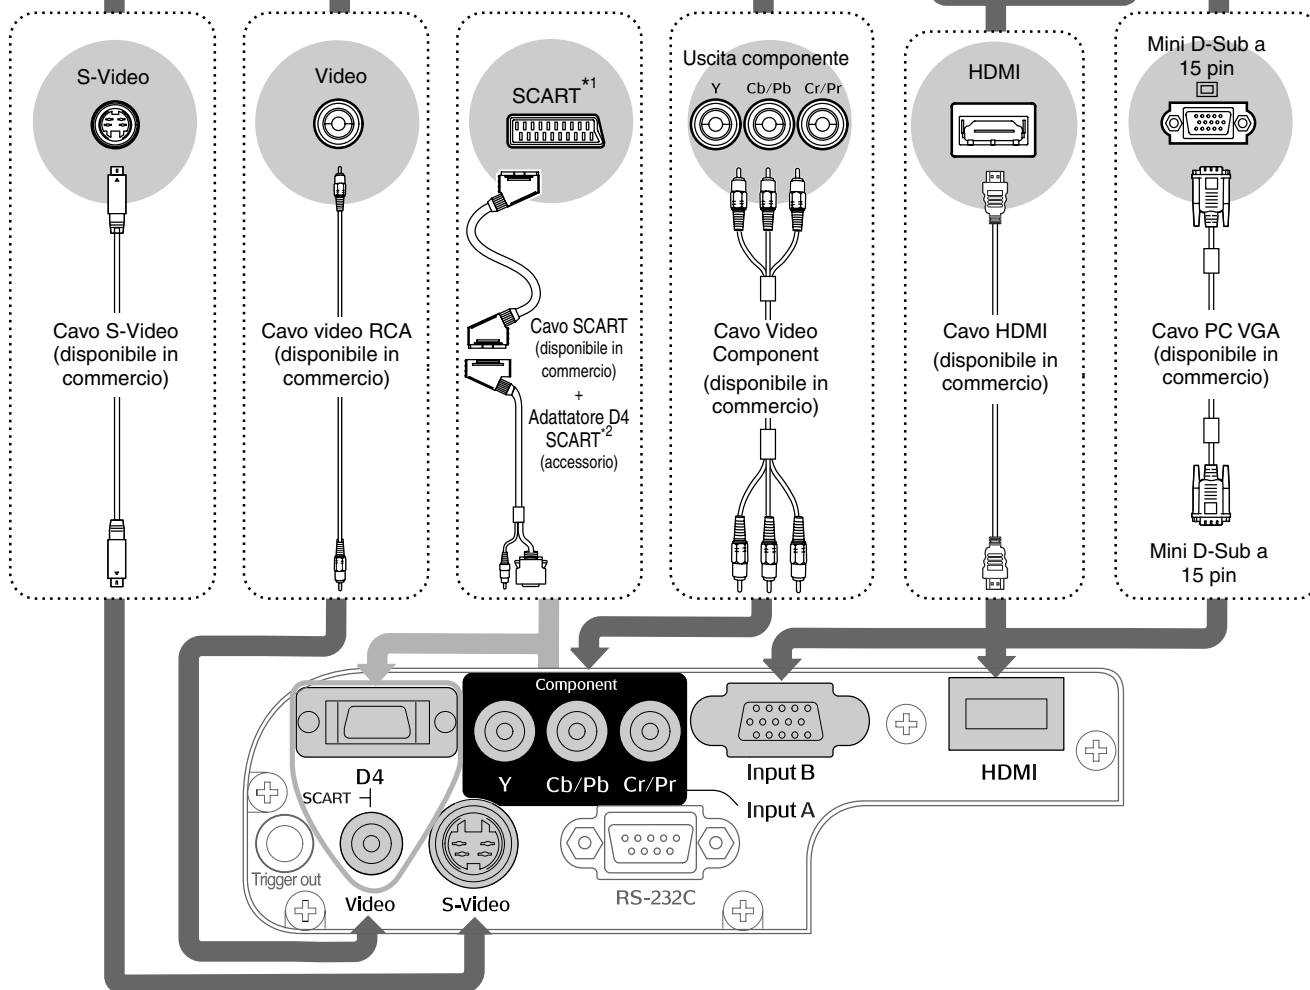 S-Video
Cavo S-Video
(disponibile in
commercio)
Video
Cavo video RCA
(disponibile in
commercio)
SCART*1
Cavo SCART
(disponibile in
commercio)
+
Adattatore D4
SCART*2
(accessorio)
Uscita componente
Y Cb/Pb Cr/Pr
Cavo Video
Component
(disponibile in
commercio)
HDMI
Cavo HDMI
(disponibile in
commercio)
Mini D-Sub a
15 pin
Cavo PC VGA
(disponibile in
commercio)
Mini D-Sub a
15 pin
Component
Y Cb/Pb Cr/Pr
D4
SCART
Input B
Input A
HDMI
Trigger out
Video
S-Video
RS-232C